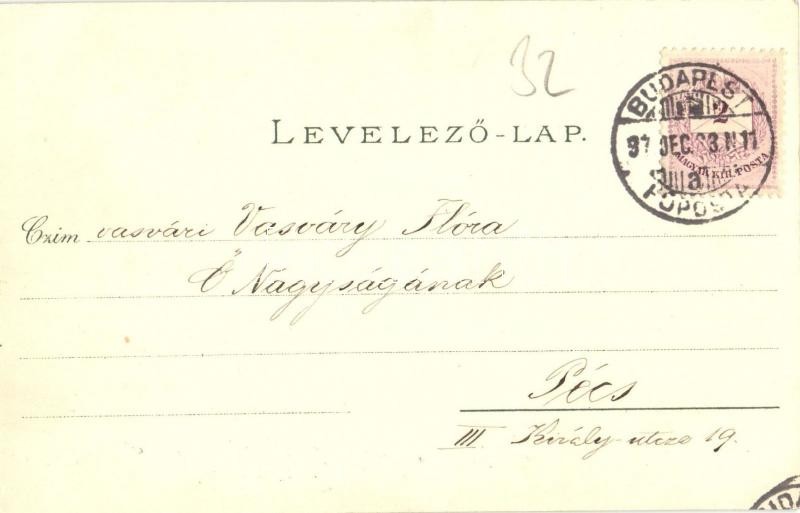 32
BUDAPEST
2
97 DEC. 23. N 11
MAGYAR KIR. POSTA
a
FŐPOSTA
LEVELEZŐ-LAP.
Czim vasvári Vasváry Flóra
Ő Nagyságának
Pécs
III Király-utcza 19.